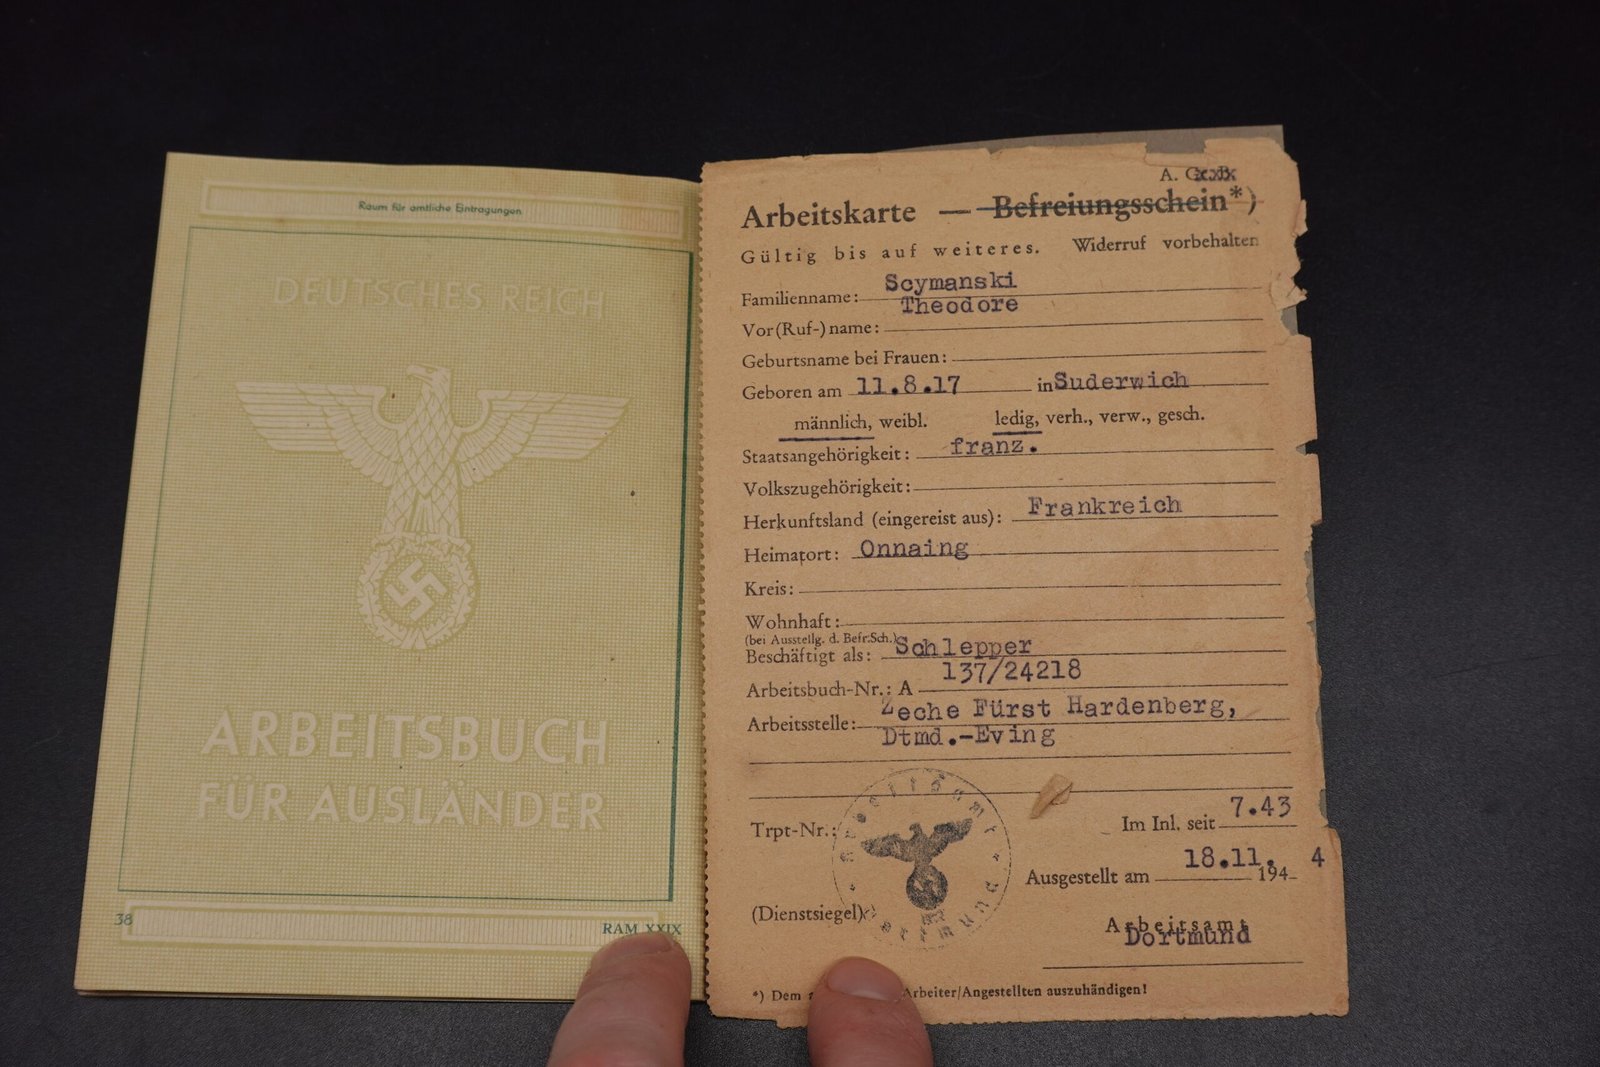 Raum für amtliche Eintragungen
DEUTSCHES REICH
ARBEITSBUCH
FÜR AUSLÄNDER
38
RAM XXIX
A. G
Arbeitskarte — Befreiungsschein*)
Gültig bis auf weiteres. Widerruf vorbehalten
Familienname: Scymanski
Theodore
Vor(Ruf-)name:
Geburtsname bei Frauen:
Geboren am 11.8.17 in Suderwich
männlich, weibl. ledig, verh., verw., gesch.
Staatsangehörigkeit: franz.
Volkszugehörigkeit:
Herkunftsland (eingereist aus): Frankreich
Heimatort: Onnaing
Kreis:
Wohnhaft:
(bei Ausstellg. d. Befr.Sch.)
Beschäftigt als: Schlepper
Arbeitsbuch-Nr.: A 137/24218
Arbeitsstelle: Zeche Fürst Hardenberg,
Dtmd.-Eving
Trpt-Nr.:
Im Inl. seit 7.43
Ausgestellt am 18.11. 194 4
(Dienstsiegel)
Arbeitsamt Dortmund
Arbeitsamt
Dortmund
*) Dem Arbeiter/Angestellten auszuhändigen!